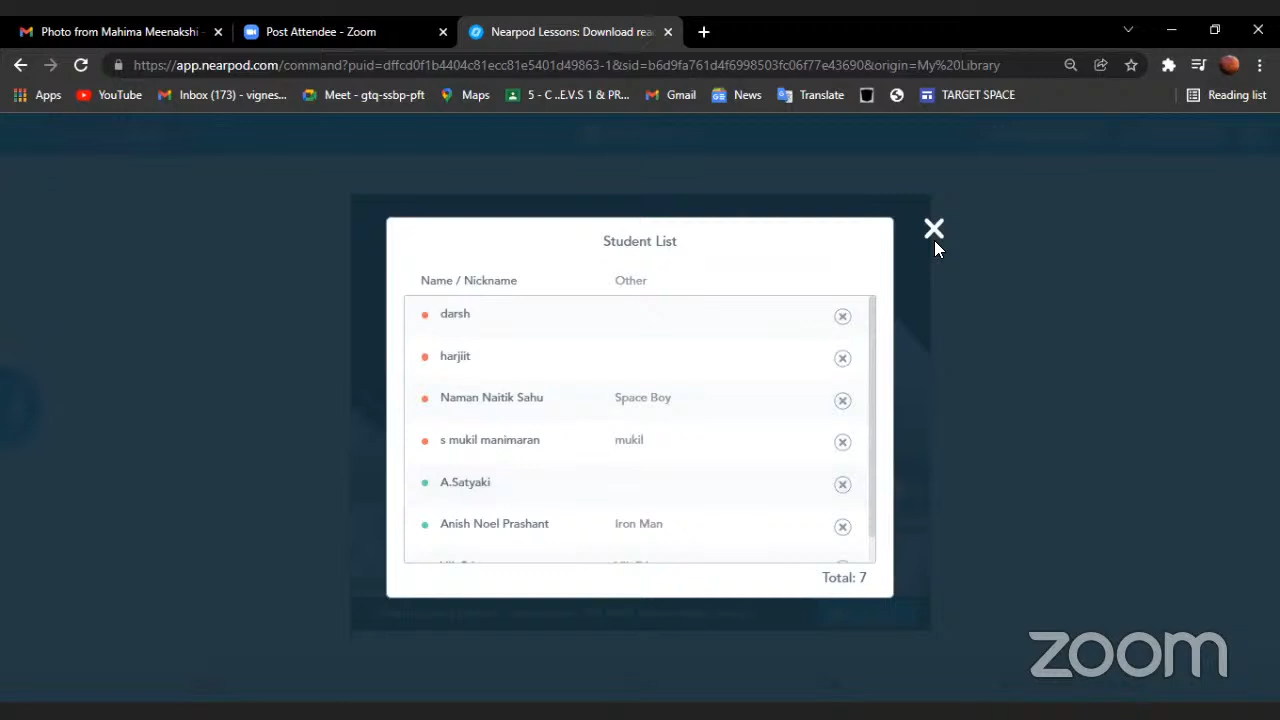 Photo from Mahima Meenakshi -
Post Attendee - Zoom
Nearpod Lessons: Download rea
https://app.nearpod.com/command?puid=dffcd0f1b4404c81ecc81e5401d49863-1&sid=b6d9fa761d4f6998503fc06f77e43690&origin=My%20Library
Apps YouTube Inbox (173) - vignes... Meet - gtq-ssbp-pft Maps 5 - C ..E.V.S 1 & PR... Gmail News Translate TARGET SPACE Reading list
Student List
Name / Nickname Other
darsh
harjiit
Naman Naitik Sahu Space Boy
s mukil manimaran mukil
A.Satyaki
Anish Noel Prashant Iron Man
Total: 7
zoom